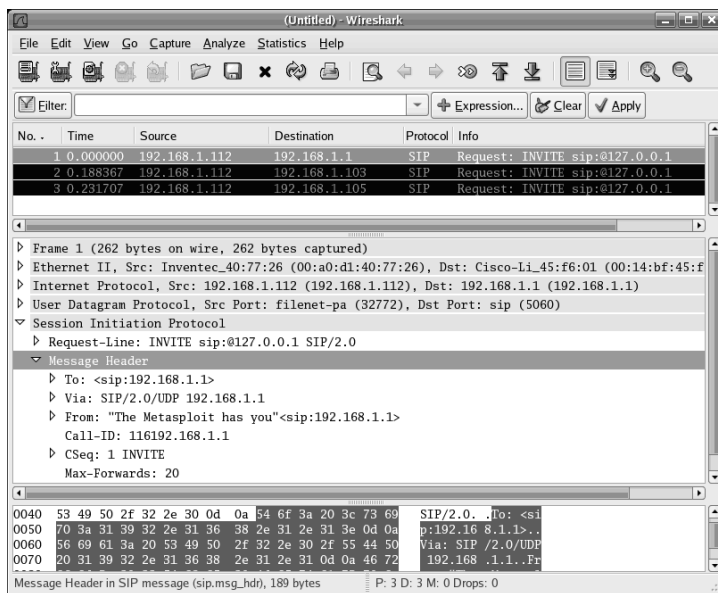 (Untitled) - Wireshark
File Edit View Go Capture Analyze Statistics Help
Filter: Expression... Clear Apply
No. . Time Source Destination Protocol Info
1 0.000000 192.168.1.112 192.168.1.1 SIP Request: INVITE sip:@127.0.0.1
2 0.188367 192.168.1.112 192.168.1.103 SIP Request: INVITE sip:@127.0.0.1
3 0.231707 192.168.1.112 192.168.1.105 SIP Request: INVITE sip:@127.0.0.1
Frame 1 (262 bytes on wire, 262 bytes captured)
Ethernet II, Src: Inventec_40:77:26 (00:a0:d1:40:77:26), Dst: Cisco-Li_45:f6:01 (00:14:bf:45:f
Internet Protocol, Src: 192.168.1.112 (192.168.1.112), Dst: 192.168.1.1 (192.168.1.1)
User Datagram Protocol, Src Port: filenet-pa (32772), Dst Port: sip (5060)
Session Initiation Protocol
Request-Line: INVITE sip:@127.0.0.1 SIP/2.0
Message Header
To: <sip:192.168.1.1>
Via: SIP/2.0/UDP 192.168.1.1
From: "The Metasploit has you"<sip:192.168.1.1>
Call-ID: 116192.168.1.1
CSeq: 1 INVITE
Max-Forwards: 20
0040 53 49 50 2f 32 2e 30 0d 0a 54 6f 3a 20 3c 73 69 SIP/2.0. .To: <si
0050 70 3a 31 39 32 2e 31 36 38 2e 31 2e 31 3e 0d 0a p:192.16 8.1.1>..
0060 56 69 61 3a 20 53 49 50 2f 32 2e 30 2f 55 44 50 Via: SIP /2.0/UDP
0070 20 31 39 32 2e 31 36 38 2e 31 2e 31 0d 0a 46 72 192.168 .1.1..Fr
Message Header in SIP message (sip.msg_hdr), 189 bytes P: 3 D: 3 M: 0 Drops: 0